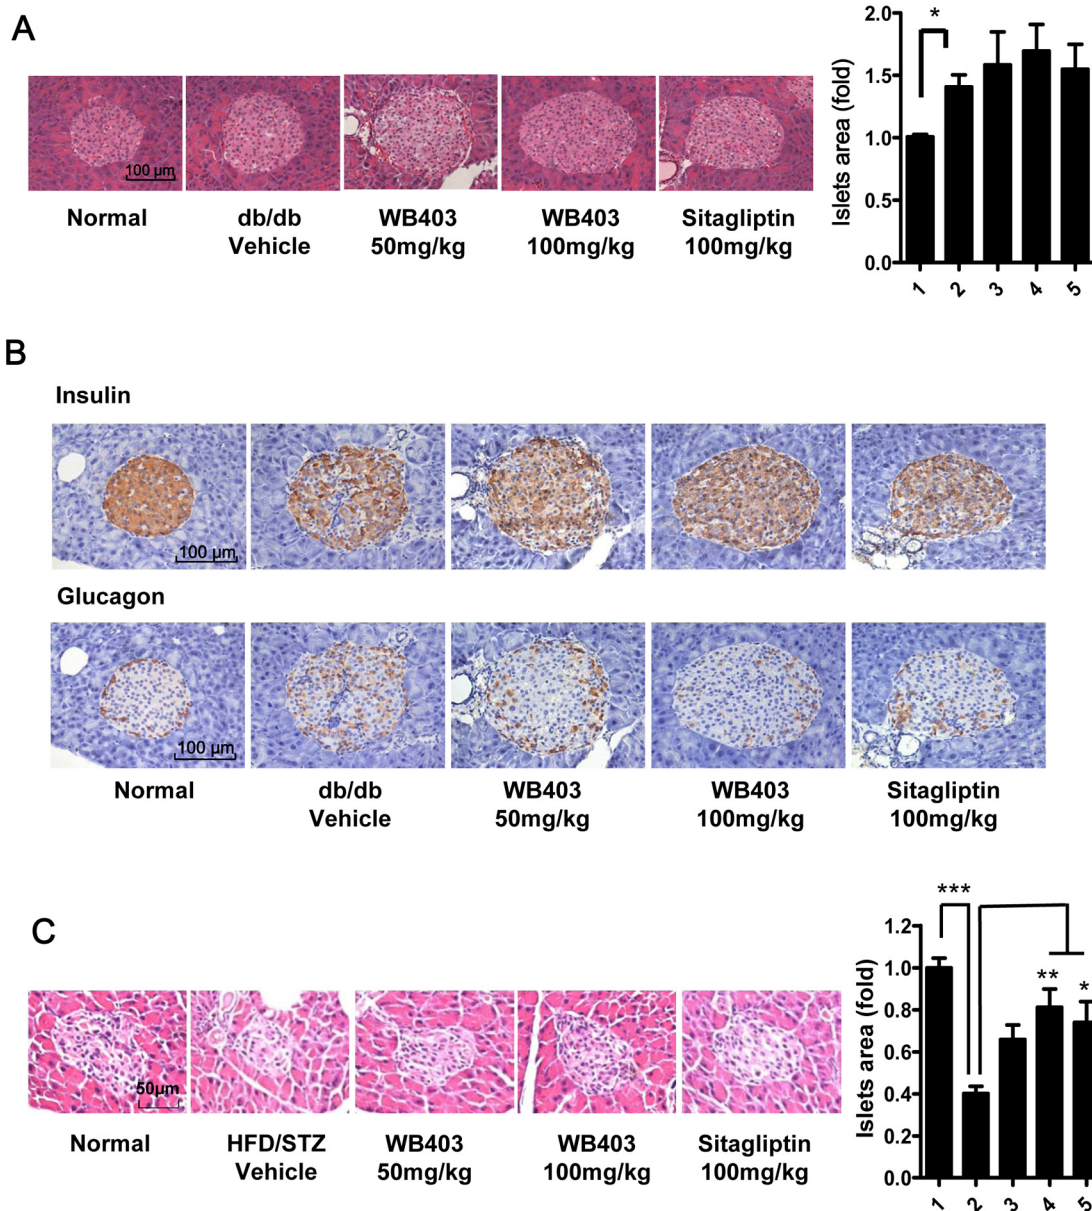 A
100 µm
Normal
db/db
Vehicle
WB403
50mg/kg
WB403
100mg/kg
Sitagliptin
100mg/kg
*
Islets area (fold)
2.0
1.5
1.0
0.5
0.0
1 2 3 4 5
B
Insulin
100 µm
Glucagon
100 µm
Normal
db/db
Vehicle
WB403
50mg/kg
WB403
100mg/kg
Sitagliptin
100mg/kg
C
50µm
Normal
HFD/STZ
Vehicle
WB403
50mg/kg
WB403
100mg/kg
Sitagliptin
100mg/kg
***
**
*
Islets area (fold)
1.2
1.0
0.8
0.6
0.4
0.2
0.0
1 2 3 4 5